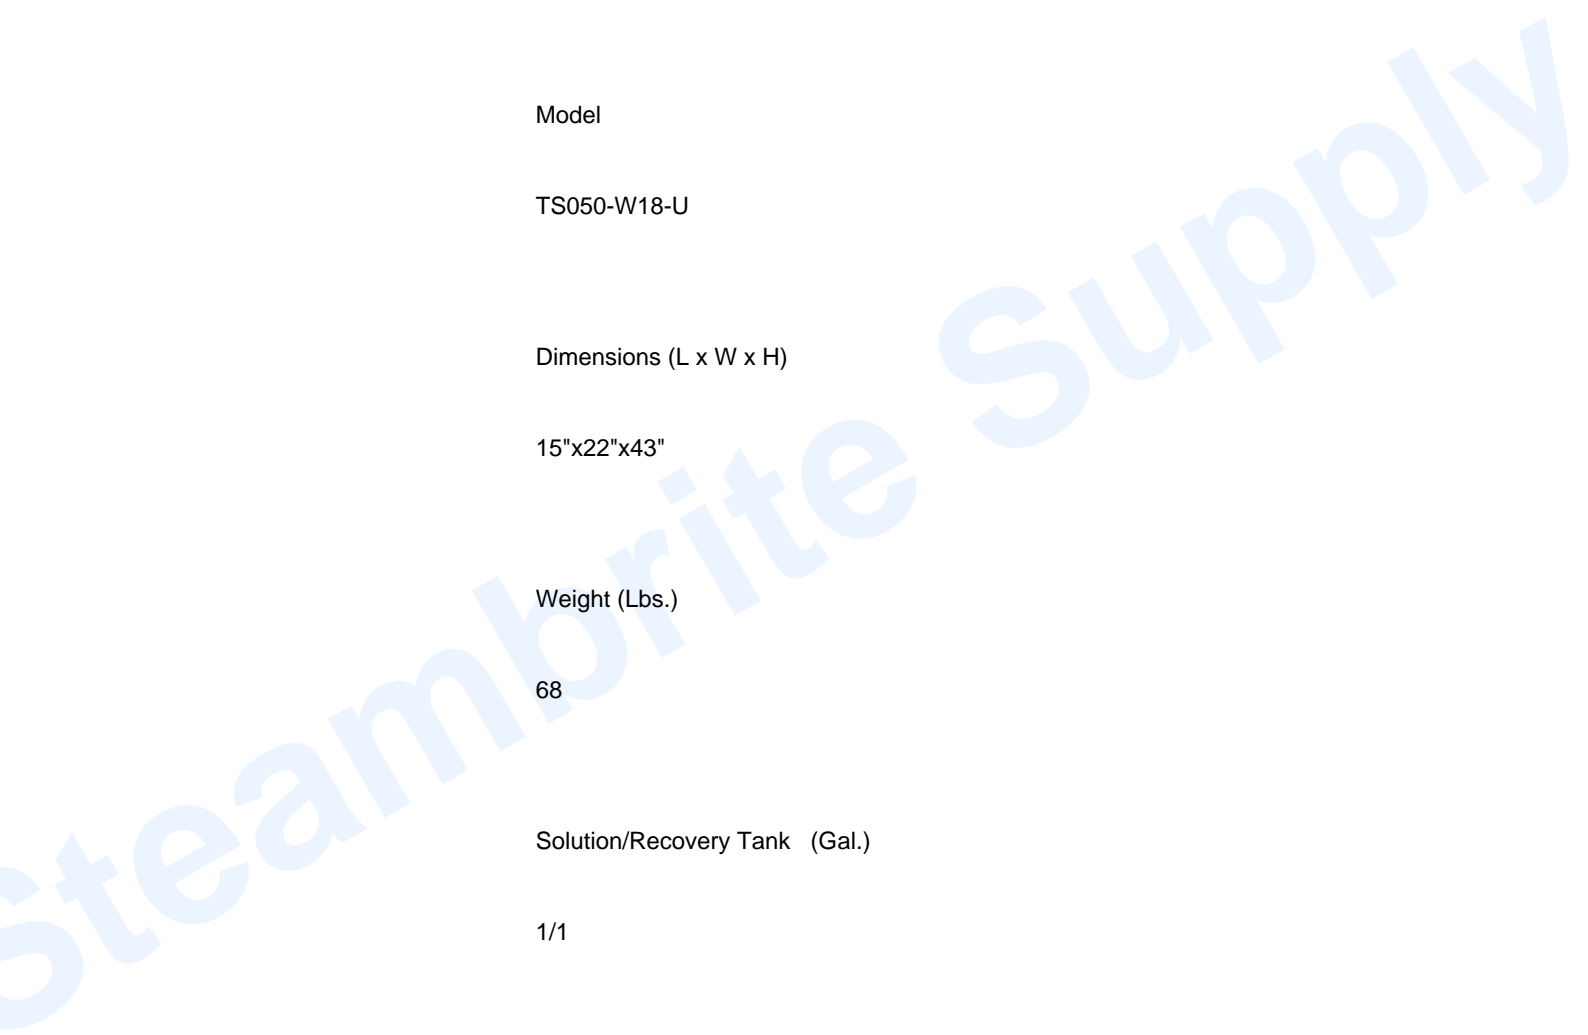 Model
TS050-W18-U
Dimensions (L x W x H)
15"x22"x43"
Weight (Lbs.)
68
Solution/Recovery Tank (Gal.)
1/1
Steambrite Supply